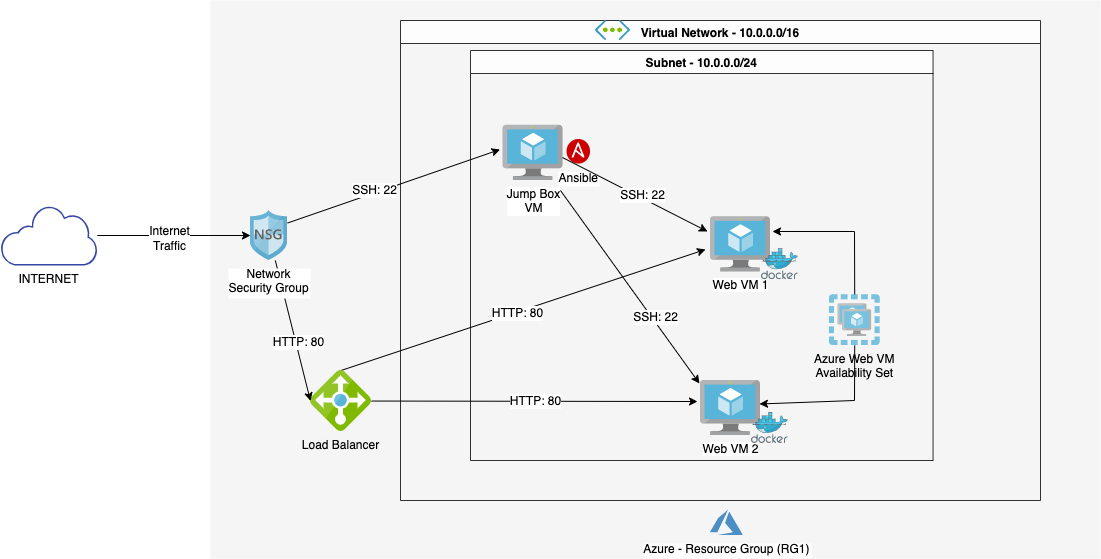 Virtual Network - 10.0.0.0/16
Subnet - 10.0.0.0/24
SSH: 22
Ansible
Jump Box
VM
SSH: 22
Internet
Traffic
NSG
INTERNET
Network
Security Group
docker
Web VM 1
HTTP: 80
SSH: 22
HTTP: 80
Azure Web VM
Availability Set
HTTP: 80
Load Balancer
docker
Web VM 2
Azure - Resource Group (RG1)